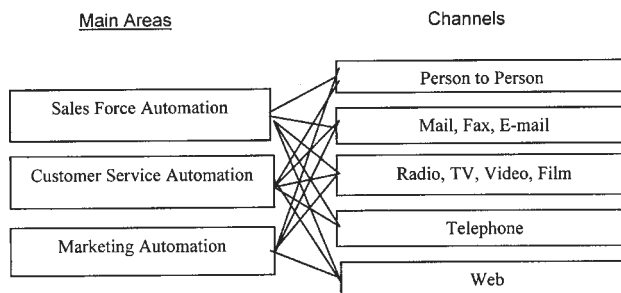 Main Areas
Channels
Person to Person
Sales Force Automation
Mail, Fax, E-mail
Customer Service Automation
Radio, TV, Video, Film
Telephone
Marketing Automation
Web